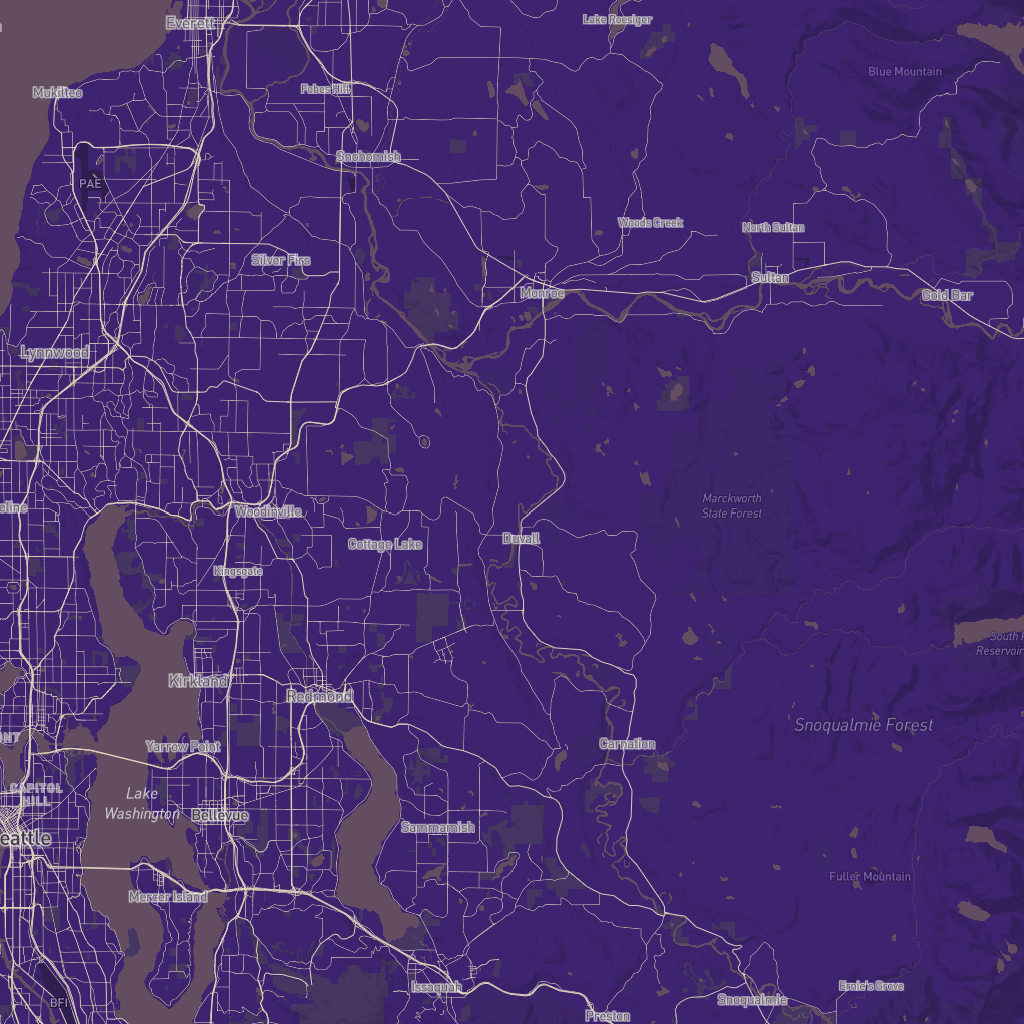 Lake Roesiger
Everett
Blue Mountain
Mukilteo
Fobes Hill
Snohomish
PAE
Woods Creek
North Sultan
Silver Firs
Sultan
Monroe
Gold Bar
Lynnwood
Marckworth
State Forest
eline
Woodinville
Duvall
Cottage Lake
Kingsgate
South F
Reservoir
Kirkland
Redmond
Snoqualmie Forest
NT
Yarrow Point
Carnation
CAPITOL
HILL
Lake
Washington
Bellevue
Sammamish
eattle
Fuller Mountain
Mercer Island
Issaquah
Ernie's Grove
BFI
Snoqualmie
Preston